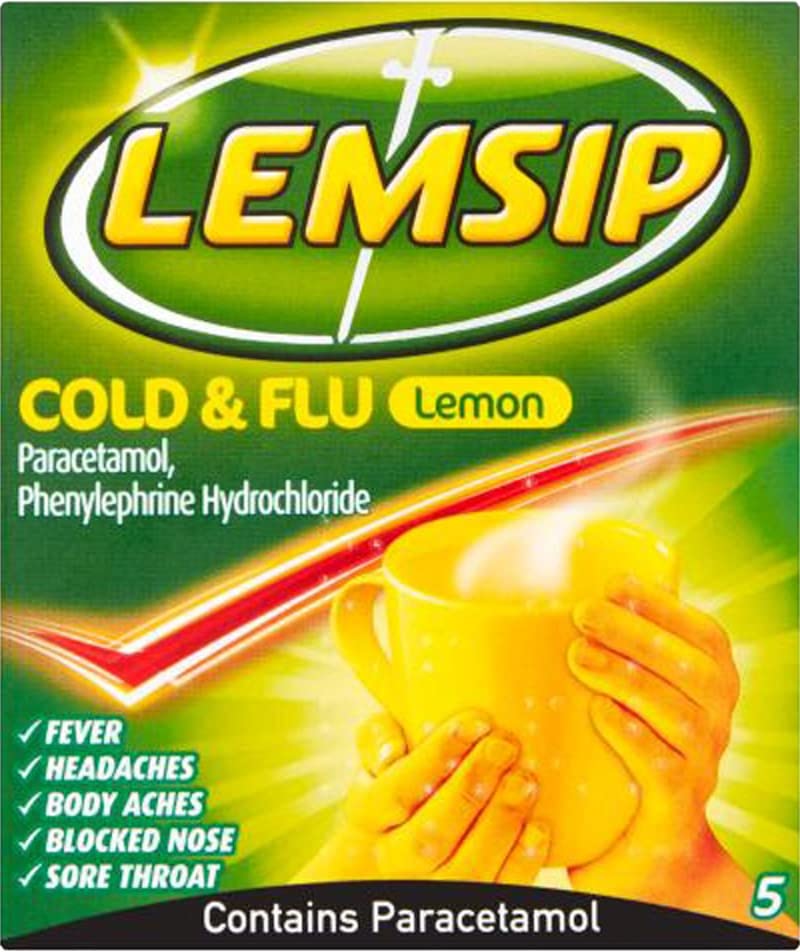 LEMSIP
COLD & FLU Lemon
Paracetamol,
Phenylephrine Hydrochloride
✓ FEVER
✓ HEADACHES
✓ BODY ACHES
✓ BLOCKED NOSE
✓ SORE THROAT
5
Contains Paracetamol